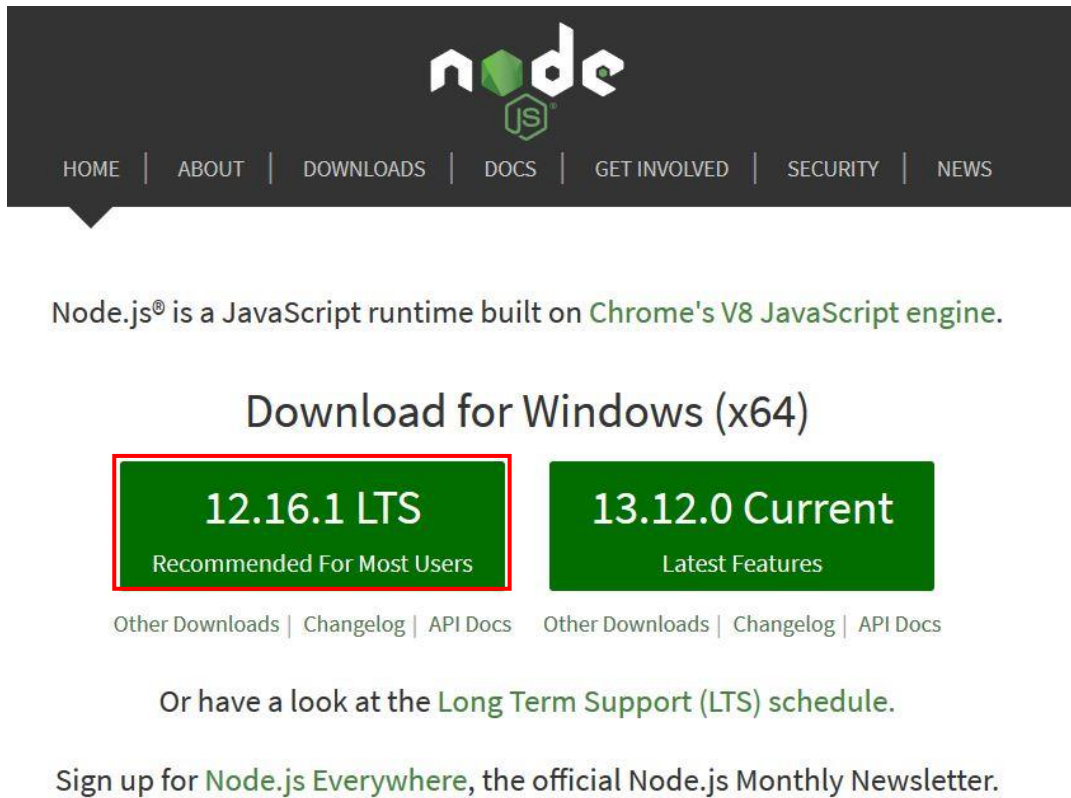 node
JS®
HOME | ABOUT | DOWNLOADS | DOCS | GET INVOLVED | SECURITY | NEWS
Node.js® is a JavaScript runtime built on Chrome's V8 JavaScript engine.
Download for Windows (x64)
12.16.1 LTS
Recommended For Most Users
13.12.0 Current
Latest Features
Other Downloads | Changelog | API Docs
Other Downloads | Changelog | API Docs
Or have a look at the Long Term Support (LTS) schedule.
Sign up for Node.js Everywhere, the official Node.js Monthly Newsletter.